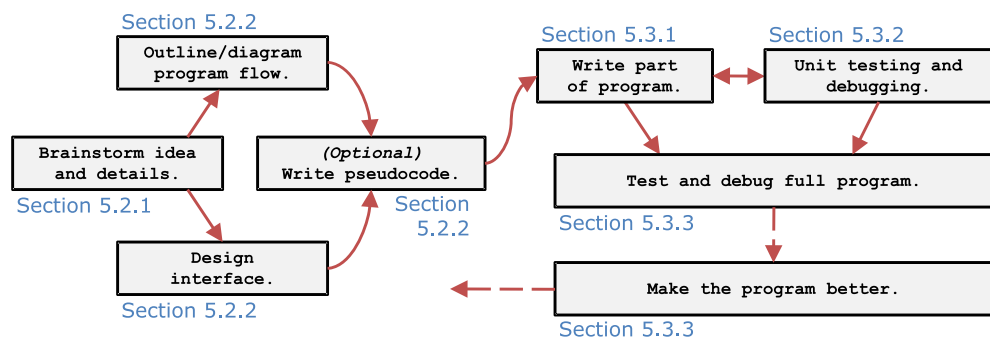 Section 5.2.2
Outline/diagram
program flow.
Brainstorm idea
and details.
Section 5.2.1
Design
interface.
Section 5.2.2
(Optional)
Write pseudocode.
Section
5.2.2
Section 5.3.1
Write part
of program.
Section 5.3.2
Unit testing and
debugging.
Test and debug full program.
Section 5.3.3
Make the program better.
Section 5.3.3